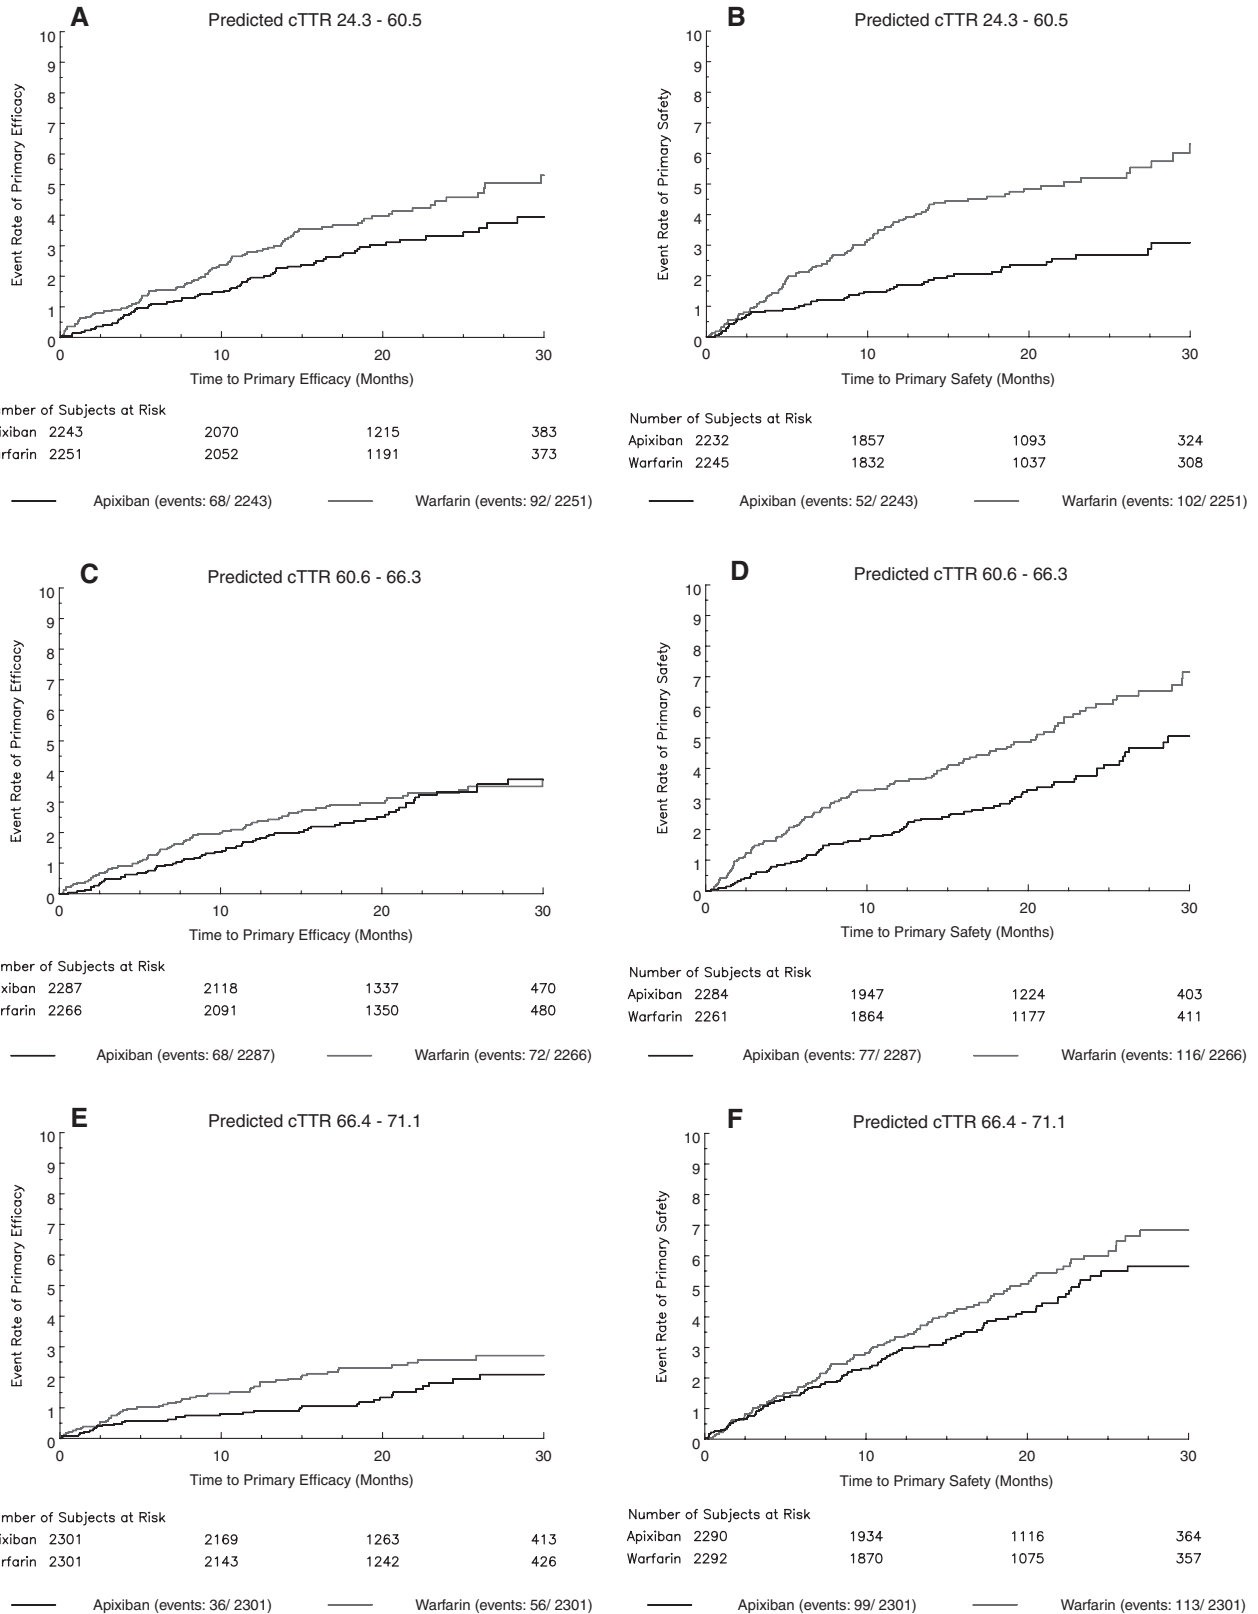 A
Predicted cTTR 24.3 - 60.5
Event Rate of Primary Efficacy
10
9
8
7
6
5
4
3
2
1
0
0 10 20 30
Time to Primary Efficacy (Months)
mber of Subjects at Risk
ixiban 2243 2070 1215 383
rfarin 2251 2052 1191 373
Apixiban (events: 68/ 2243) Warfarin (events: 92/ 2251)
B
Predicted cTTR 24.3 - 60.5
Event Rate of Primary Safety
10
9
8
7
6
5
4
3
2
1
0
0 10 20 30
Time to Primary Safety (Months)
Number of Subjects at Risk
Apixiban 2232 1857 1093 324
Warfarin 2245 1832 1037 308
Apixiban (events: 52/ 2243) Warfarin (events: 102/ 2251)
C
Predicted cTTR 60.6 - 66.3
Event Rate of Primary Efficacy
10
9
8
7
6
5
4
3
2
1
0
0 10 20 30
Time to Primary Efficacy (Months)
mber of Subjects at Risk
xiban 2287 2118 1337 470
rfarin 2266 2091 1350 480
Apixiban (events: 68/ 2287) Warfarin (events: 72/ 2266)
D
Predicted cTTR 60.6 - 66.3
Event Rate of Primary Safety
10
9
8
7
6
5
4
3
2
1
0
0 10 20 30
Time to Primary Safety (Months)
Number of Subjects at Risk
Apixiban 2284 1947 1224 403
Warfarin 2261 1864 1177 411
Apixiban (events: 77/ 2287) Warfarin (events: 116/ 2266)
E
Predicted cTTR 66.4 - 71.1
Event Rate of Primary Efficacy
10
9
8
7
6
5
4
3
2
1
0
0 10 20 30
Time to Primary Efficacy (Months)
mber of Subjects at Risk
ixiban 2301 2169 1263 413
rfarin 2301 2143 1242 426
Apixiban (events: 36/ 2301) Warfarin (events: 56/ 2301)
F
Predicted cTTR 66.4 - 71.1
Event Rate of Primary Safety
10
9
8
7
6
5
4
3
2
1
0
0 10 20 30
Time to Primary Safety (Months)
Number of Subjects at Risk
Apixiban 2290 1934 1116 364
Warfarin 2292 1870 1075 357
Apixiban (events: 99/ 2301) Warfarin (events: 113/ 2301)